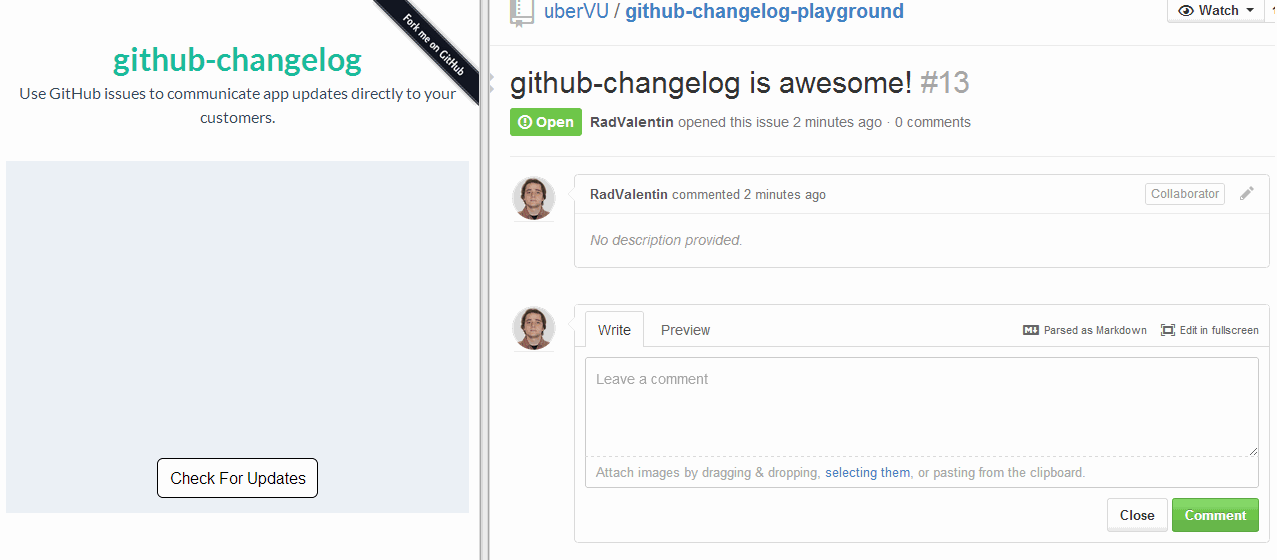 Fork me on GitHub
github-changelog
Use GitHub issues to communicate app updates directly to your
customers.
Check For Updates
uberVU / github-changelog-playground
Watch
github-changelog is awesome! #13
Open RadValentin opened this issue 2 minutes ago · 0 comments
RadValentin commented 2 minutes ago Collaborator
No description provided.
Write Preview Parsed as Markdown Edit in fullscreen
Leave a comment
Attach images by dragging & dropping, selecting them, or pasting from the clipboard.
Close Comment